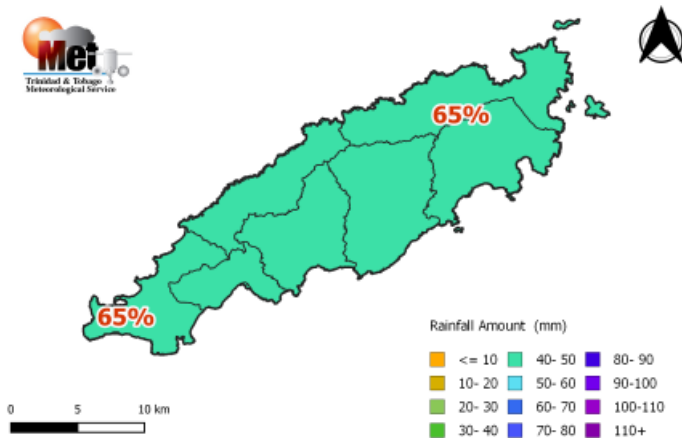 Met
Trinidad & Tobago
Meteorological Service
65%
65%
Rainfall Amount (mm)
<= 10 40- 50 80- 90
10- 20 50- 60 90-100
20- 30 60- 70 100-110
30- 40 70- 80 110+
0 5 10 km